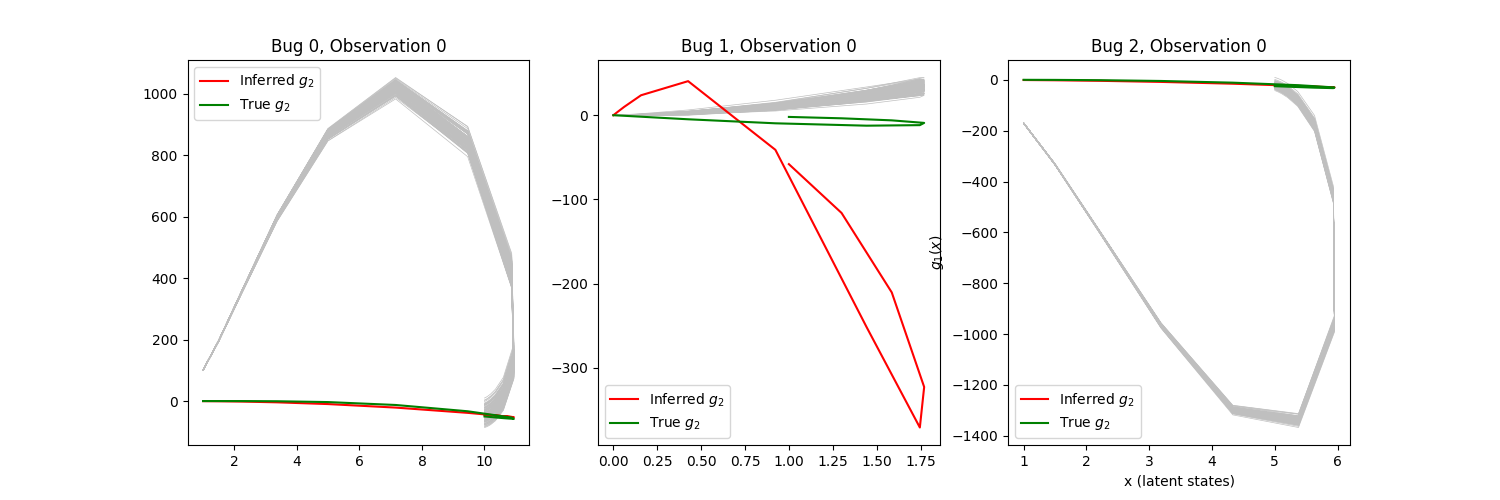 Bug 0, Observation 0
Inferred g₂
True g₂
1000
800
600
400
200
0
2 4 6 8 10
Bug 1, Observation 0
0
−100
−200
−300
Inferred g₂
True g₂
0.00 0.25 0.50 0.75 1.00 1.25 1.50 1.75
Bug 2, Observation 0
g₁(x)
0
−200
−400
−600
−800
−1000
−1200
−1400
Inferred g₂
True g₂
1 2 3 4 5 6
x (latent states)